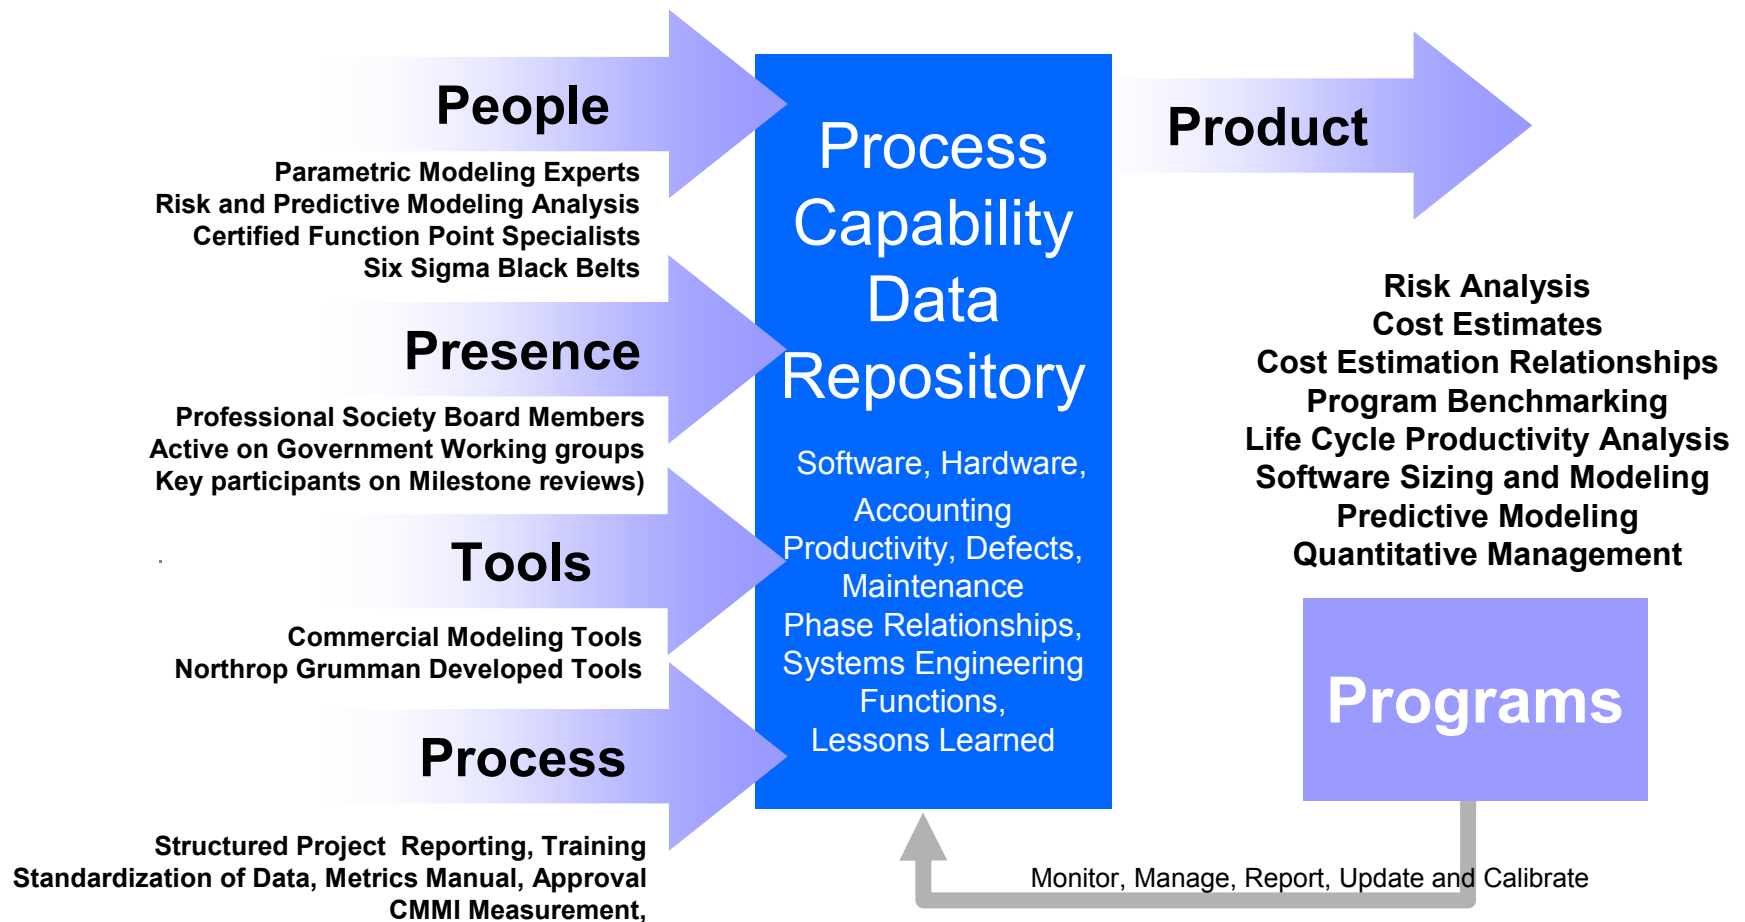 People
Parametric Modeling Experts
Risk and Predictive Modeling Analysis
Certified Function Point Specialists
Six Sigma Black Belts
Presence
Professional Society Board Members
Active on Government Working groups
Key participants on Milestone reviews)
Tools
Commercial Modeling Tools
Northrop Grumman Developed Tools
Process
Structured Project  Reporting, Training
Standardization of Data, Metrics Manual, Approval
CMMI Measurement,
Process
Capability
Data
Repository
Software, Hardware,
Accounting
Productivity, Defects,
Maintenance
Phase Relationships,
Systems Engineering
Functions,
Lessons Learned
Product
Risk Analysis
Cost Estimates
Cost Estimation Relationships
Program Benchmarking
Life Cycle Productivity Analysis
Software Sizing and Modeling
Predictive Modeling
Quantitative Management
Programs
Monitor, Manage, Report, Update and Calibrate